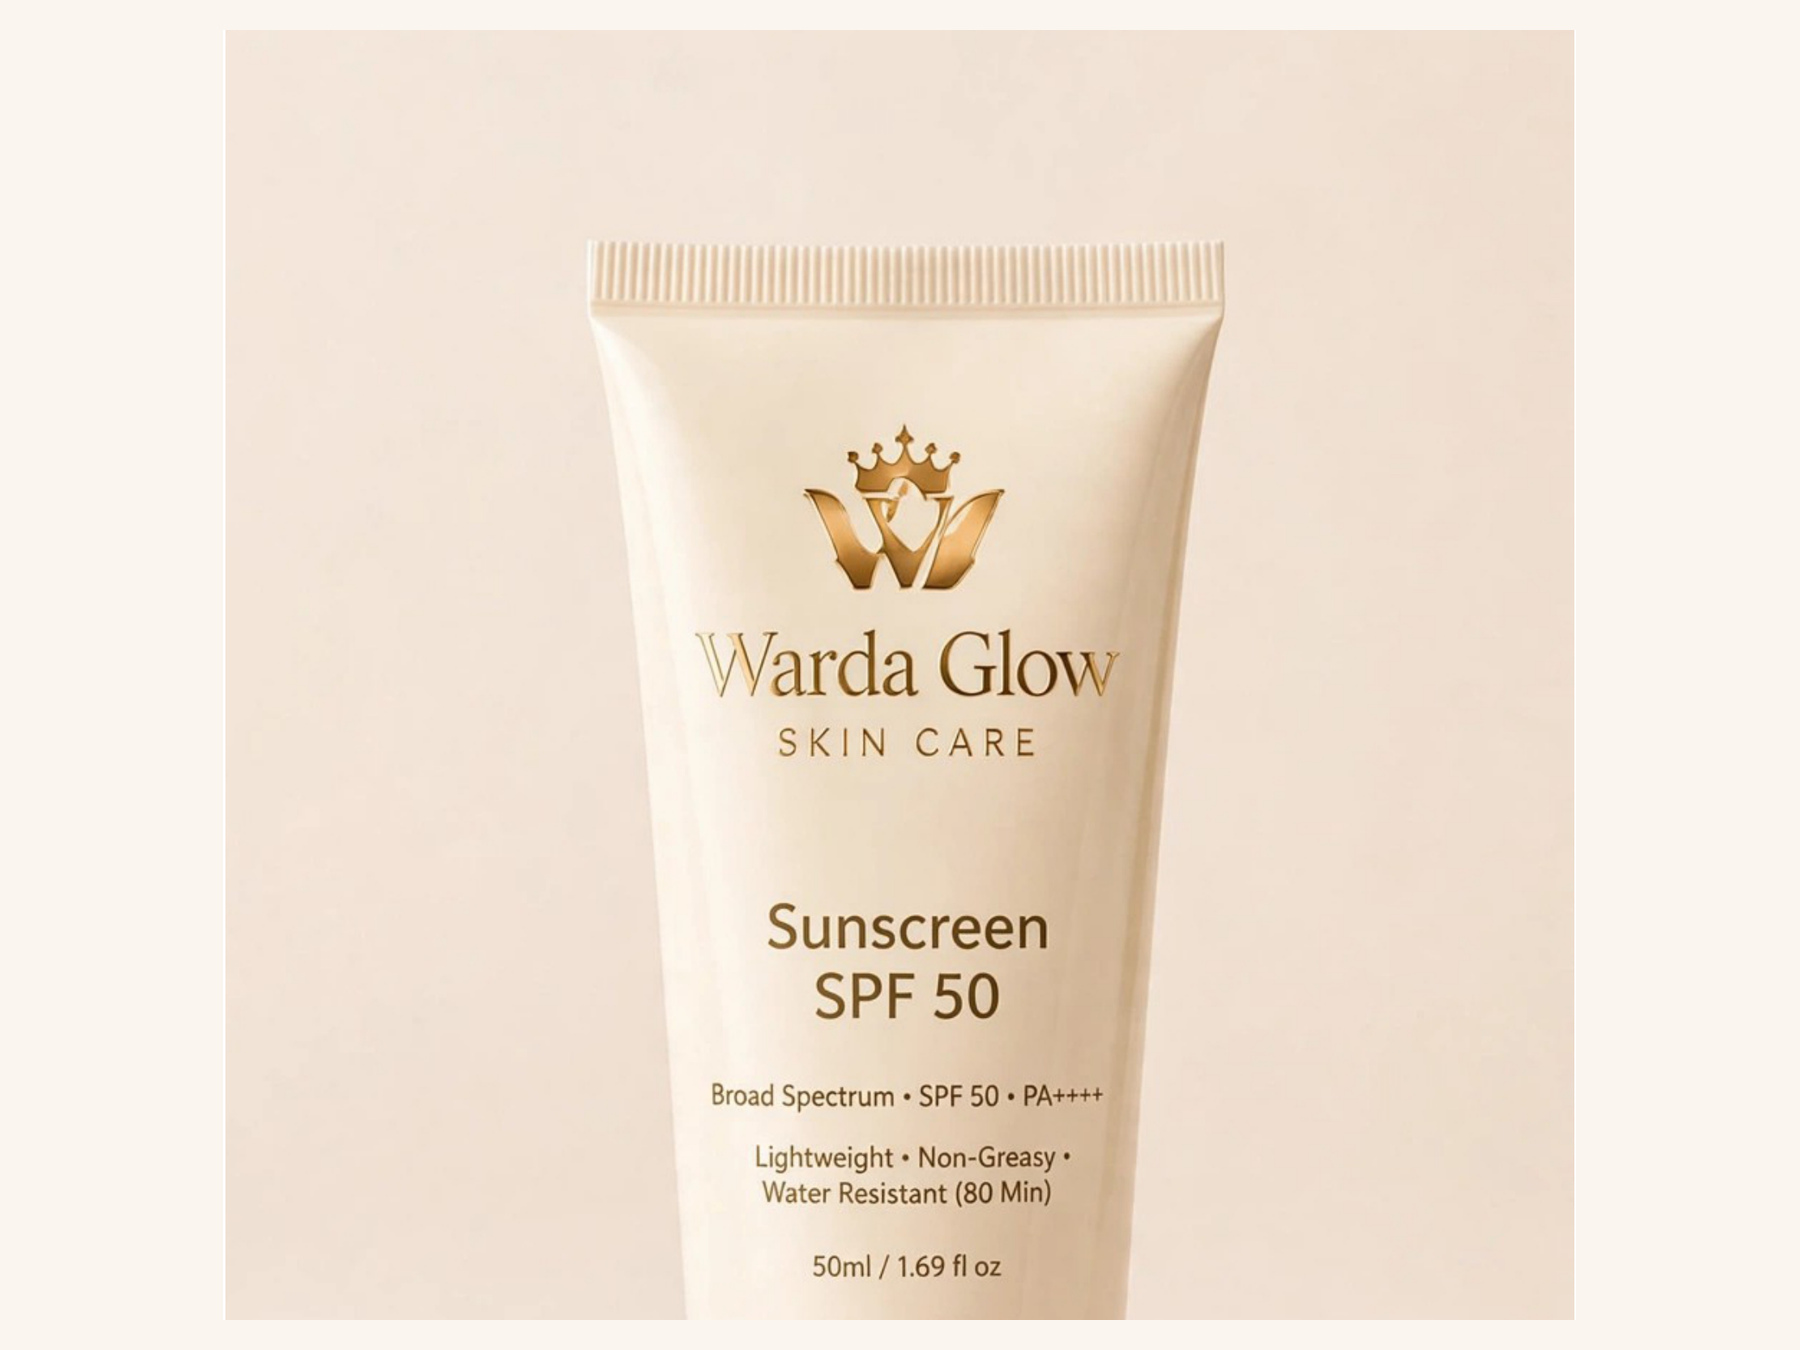 Warda Glow
SKIN CARE
Sunscreen
SPF 50
Broad Spectrum • SPF 50 • PA++++
Lightweight • Non-Greasy •
Water Resistant (80 Min)
50ml / 1.69 fl oz